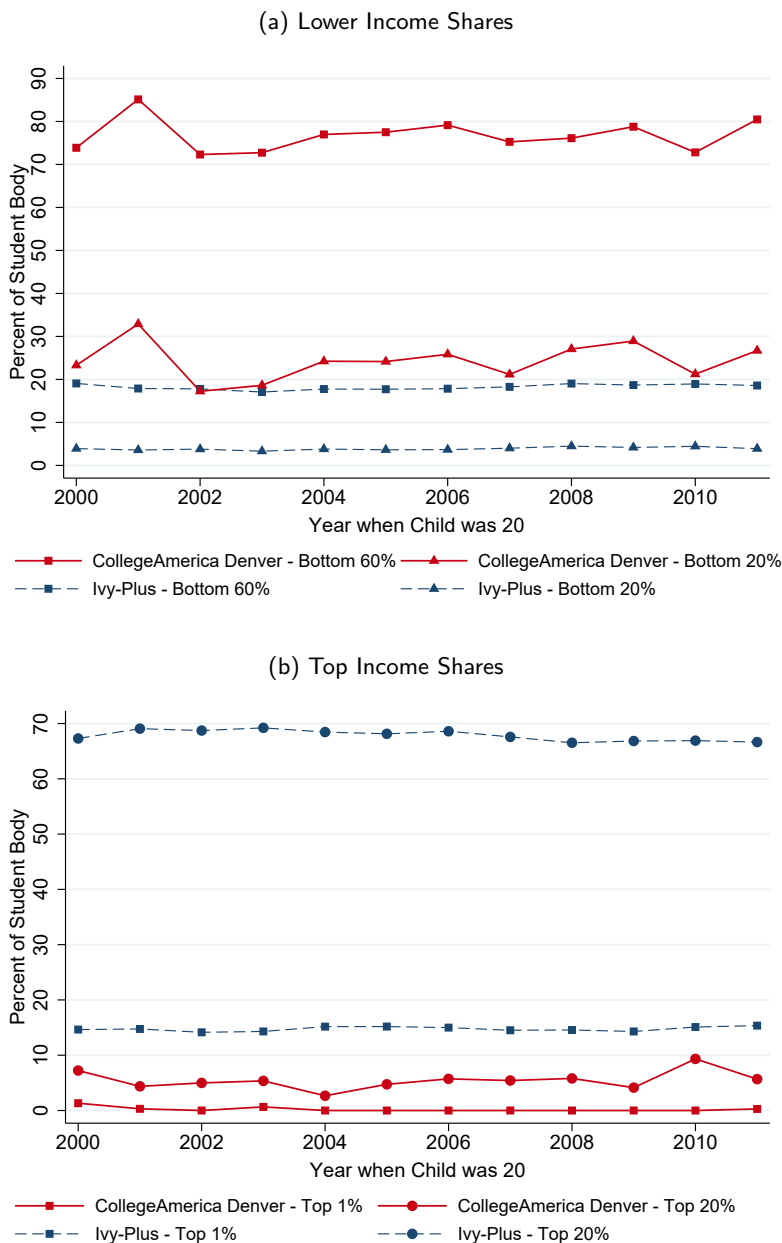 (a) Lower Income Shares
90
80
70
60
50
40
30
20
10
0
Percent of Student Body
2000 2002 2004 2006 2008 2010
Year when Child was 20
CollegeAmerica Denver - Bottom 60% CollegeAmerica Denver - Bottom 20%
Ivy-Plus - Bottom 60% Ivy-Plus - Bottom 20%
(b) Top Income Shares
70
60
50
40
30
20
10
0
Percent of Student Body
2000 2002 2004 2006 2008 2010
Year when Child was 20
CollegeAmerica Denver - Top 1% CollegeAmerica Denver - Top 20%
Ivy-Plus - Top 1% Ivy-Plus - Top 20%